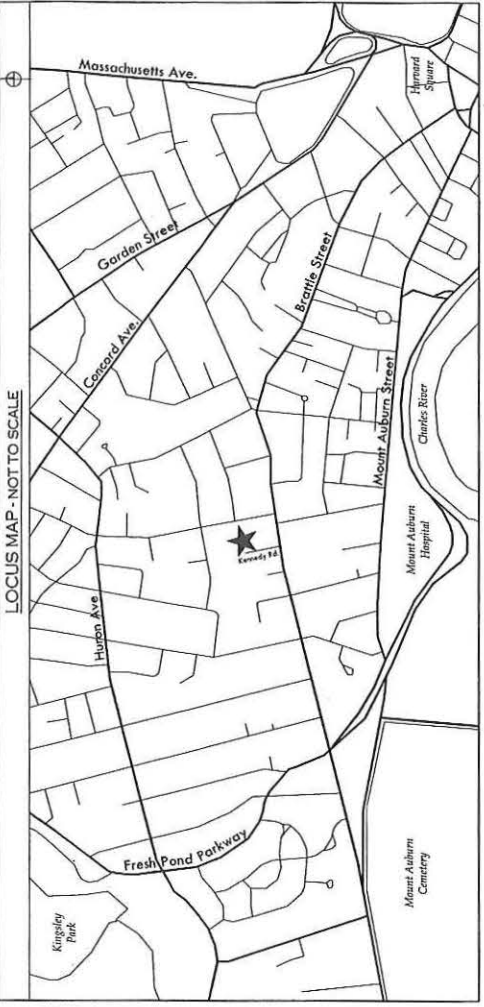 LOCUS MAP - NOT TO SCALE
Massachusetts Ave.
Harvard
Square
Garden Street
Brattle Street
Concord Ave.
Mount Auburn Street
Charles River
Mount Auburn
Hospital
Kennedy Rd.
Huron Ave
Fresh Pond Parkway
Kingsley
Park
Mount Auburn
Cemetery